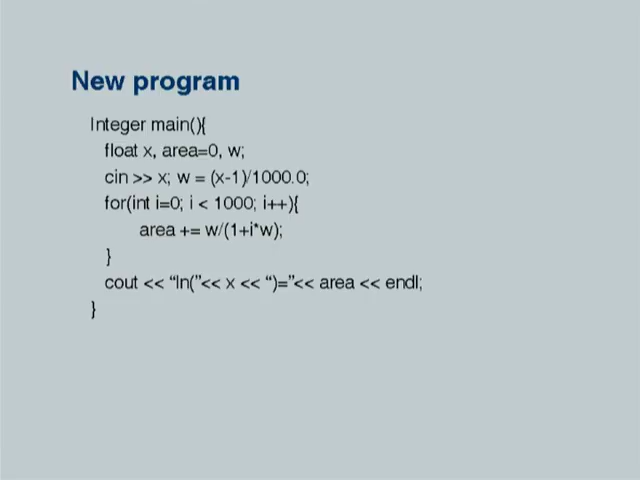 New program
Integer main(){
float x, area=0, w;
cin >> x; w = (x-1)/1000.0;
for(int i=0; i < 1000; i++){
area += w/(1+i*w);
}
cout << “ln(”<< x << “)=”<< area << endl;
}